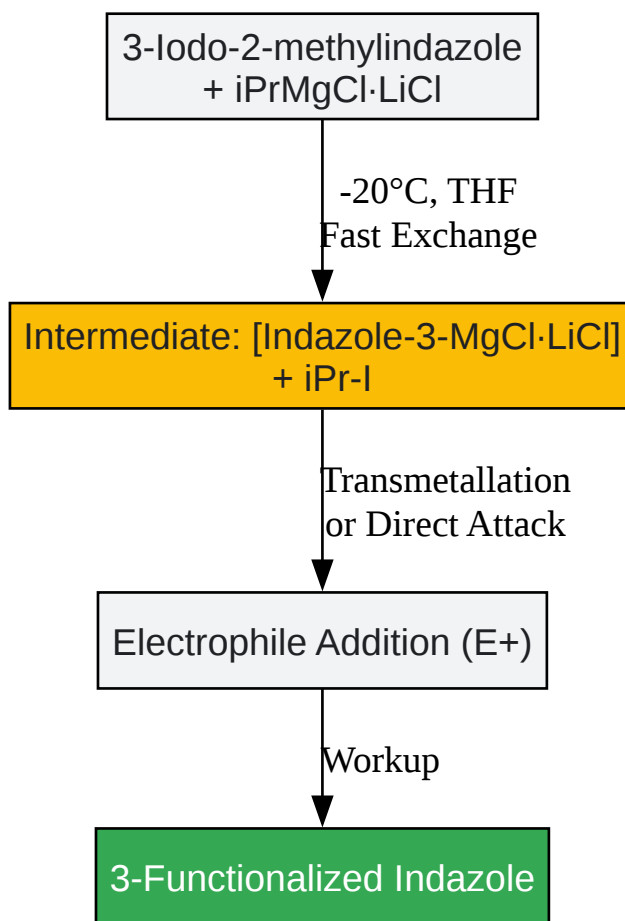 3-Iodo-2-methylindazole
+ iPrMgCl·LiCl
-20°C, THF
Fast Exchange
Intermediate: [Indazole-3-MgCl·LiCl]
+ iPr-I
Transmetallation
or Direct Attack
Electrophile Addition (E+)
Workup
3-Functionalized Indazole